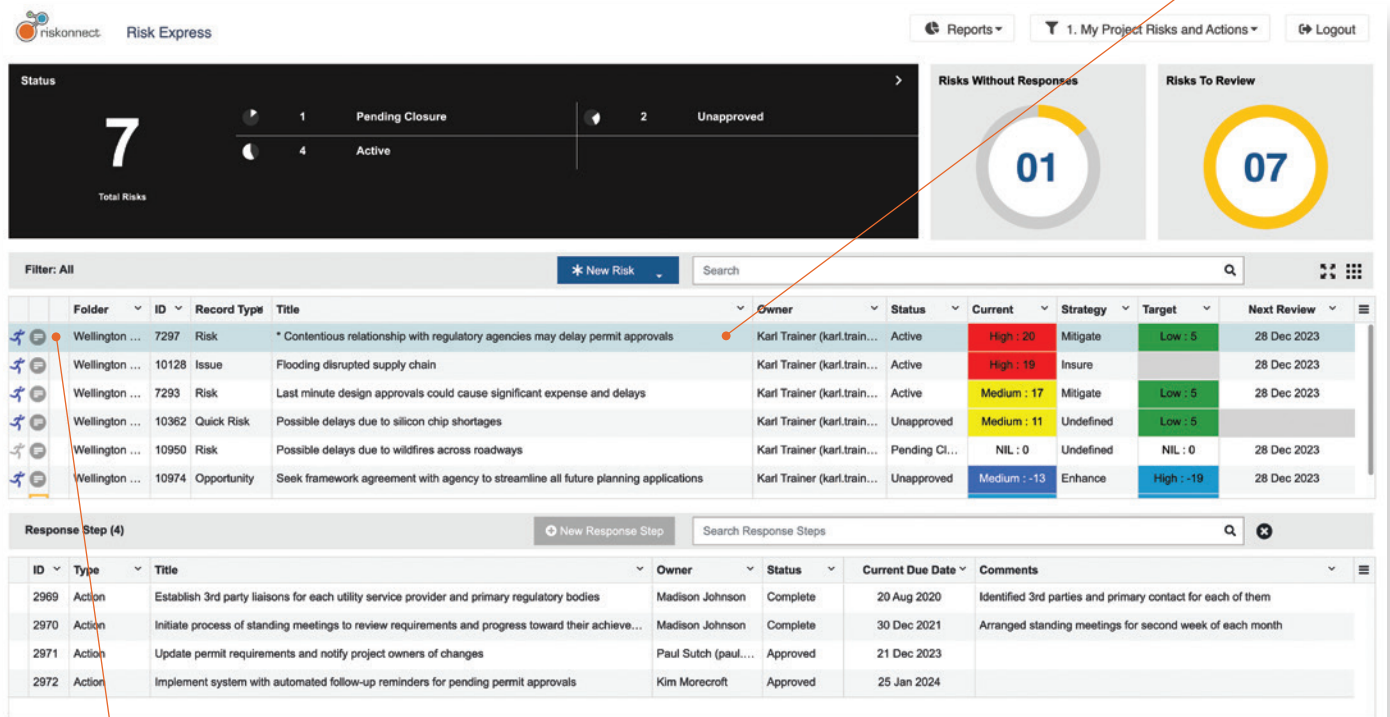 riskonnect Risk Express Reports 1. My Project Risks and Actions Logout
Status
7
Total Risks
1 Pending Closure 2 Unapproved
4 Active
Risks Without Responses
01
Risks To Review
07
Filter: All New Risk Search
Folder ID Record Type Title Owner Status Current Strategy Target Next Review
Wellington ... 7297 Risk * Contentious relationship with regulatory agencies may delay permit approvals Karl Trainer (karl.train... Active High : 20 Mitigate Low : 5 28 Dec 2023
Wellington ... 10128 Issue Flooding disrupted supply chain Karl Trainer (karl.train... Active High : 19 Insure 28 Dec 2023
Wellington ... 7293 Risk Last minute design approvals could cause significant expense and delays Karl Trainer (karl.train... Active Medium : 17 Mitigate Low : 5 28 Dec 2023
Wellington ... 10362 Quick Risk Possible delays due to silicon chip shortages Karl Trainer (karl.train... Unapproved Medium : 11 Undefined Low : 5
Wellington ... 10950 Risk Possible delays due to wildfires across roadways Karl Trainer (karl.train... Pending Cl... NIL : 0 Undefined NIL : 0 28 Dec 2023
Wellington ... 10974 Opportunity Seek framework agreement with agency to streamline all future planning applications Karl Trainer (karl.train... Unapproved Medium : -13 Enhance High : -19 28 Dec 2023
Response Step (4) New Response Step Search Response Steps
ID Type Title Owner Status Current Due Date Comments
2969 Action Establish 3rd party liaisons for each utility service provider and primary regulatory bodies Madison Johnson Complete 20 Aug 2020 Identified 3rd parties and primary contact for each of them
2970 Action Initiate process of standing meetings to review requirements and progress toward their achieve... Madison Johnson Complete 30 Dec 2021 Arranged standing meetings for second week of each month
2971 Action Update permit requirements and notify project owners of changes Paul Sutch (paul.... Approved 21 Dec 2023
2972 Action Implement system with automated follow-up reminders for pending permit approvals Kim Morecroft Approved 25 Jan 2024